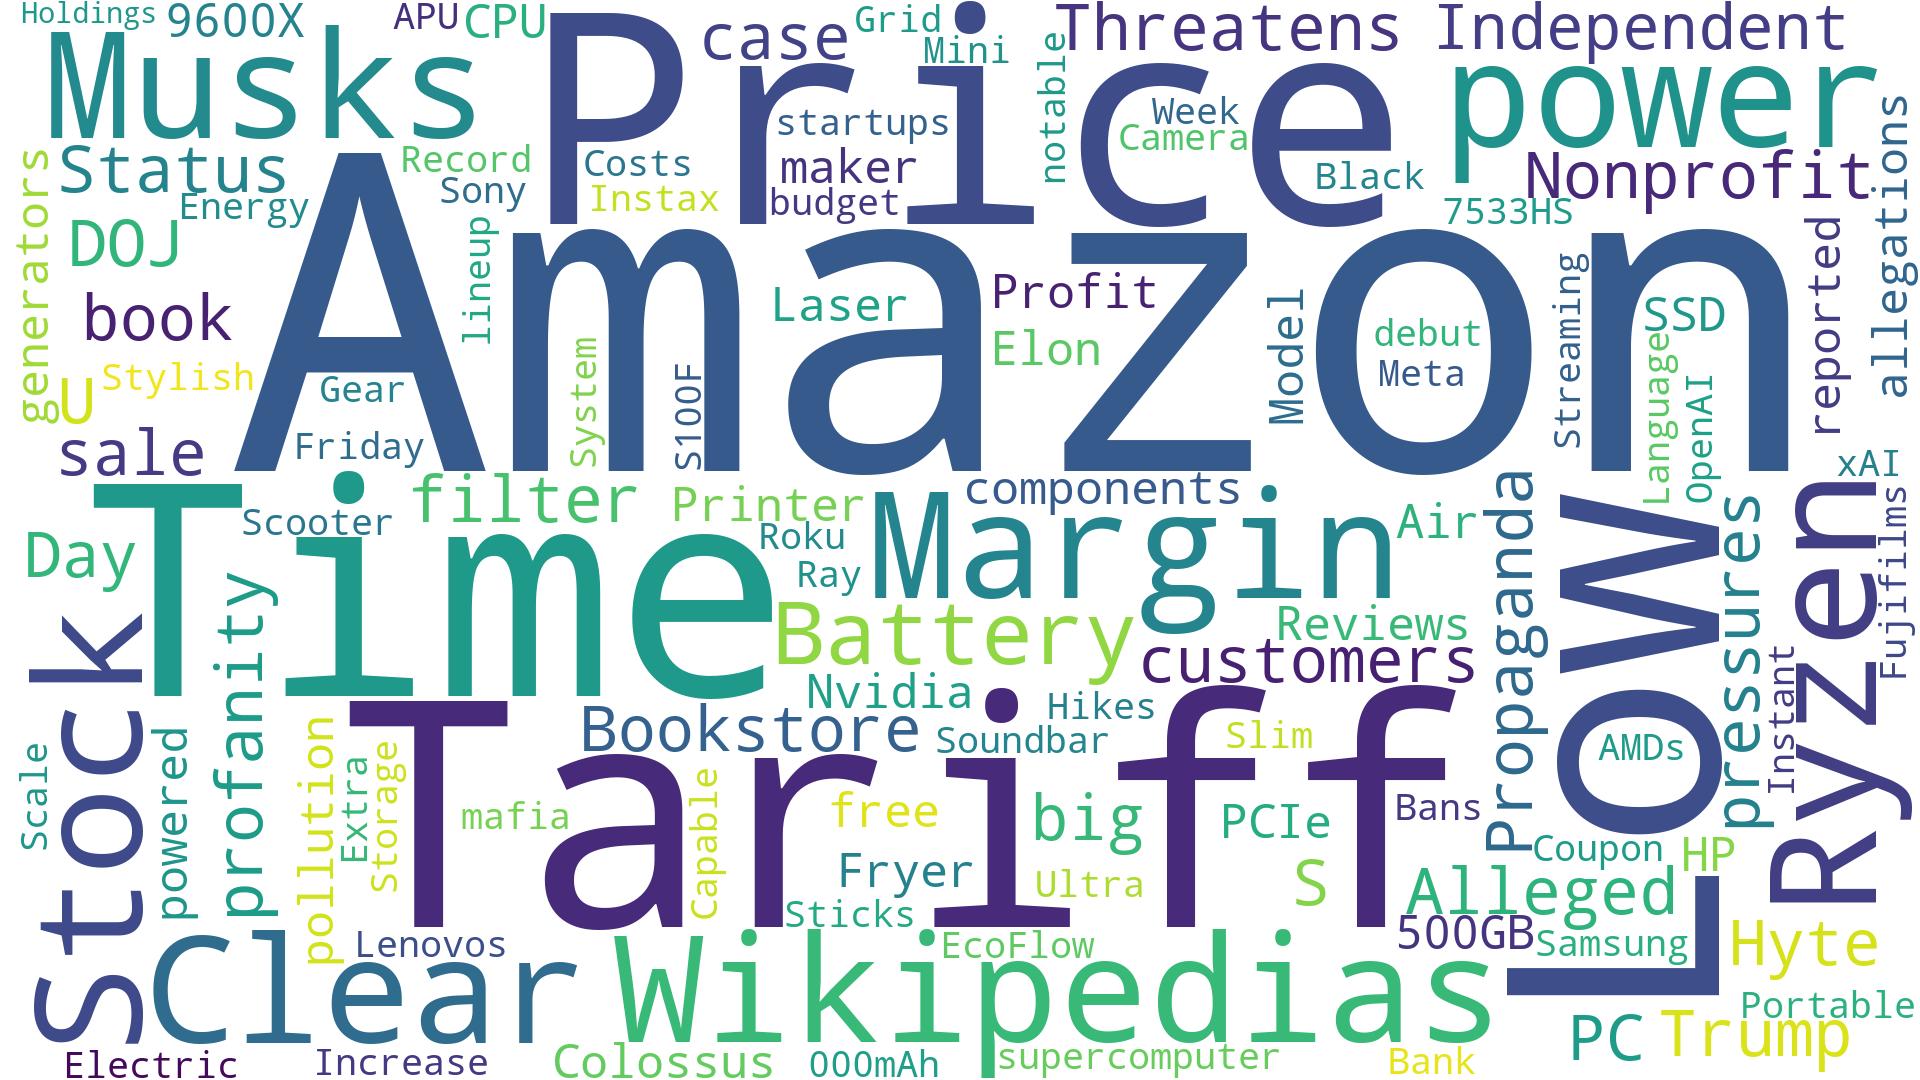 Holdings
9600X
APU
CPU
Price
case
Grid
Mini
notable
Threatens
Independent
Musks
startups
Week
Camera
power
Status
Energy
Record
Sony
Costs
Instax
maker
budget
Black
Nonprofit
7533HS
allegations
generators
DOJ
book
Stylish
U
sale
Amazon
lineup
Gear
Friday
System
S100F
Laser
Profit
Elon
Model
debut
Meta
Streaming
SSD
Language
OpenAI
reported
xAI
Fujifilms
Time
Day
Scooter
filter
Printer
Roku
Ray
components
Margin
Air
Propaganda
LOW
pressures
Ryzen
Instant
Battery
Reviews
customers
Stock
profanity
powered
Scale
pollution
Extra
Storage
Nvidia
Hikes
Bookstore
Soundbar
Slim
AMDs
Tariff
mafia
Capable
free
big
PCIe
Bans
Fryer
Ultra
S
Sticks
Coupon
HP
Alleged
500GB
Samsung
Hyte
Clear
Lenovos
Wikipedias
EcoFlow
Portable
PC
Trump
Electric
Increase
Colossus
000mAh
supercomputer
Bank